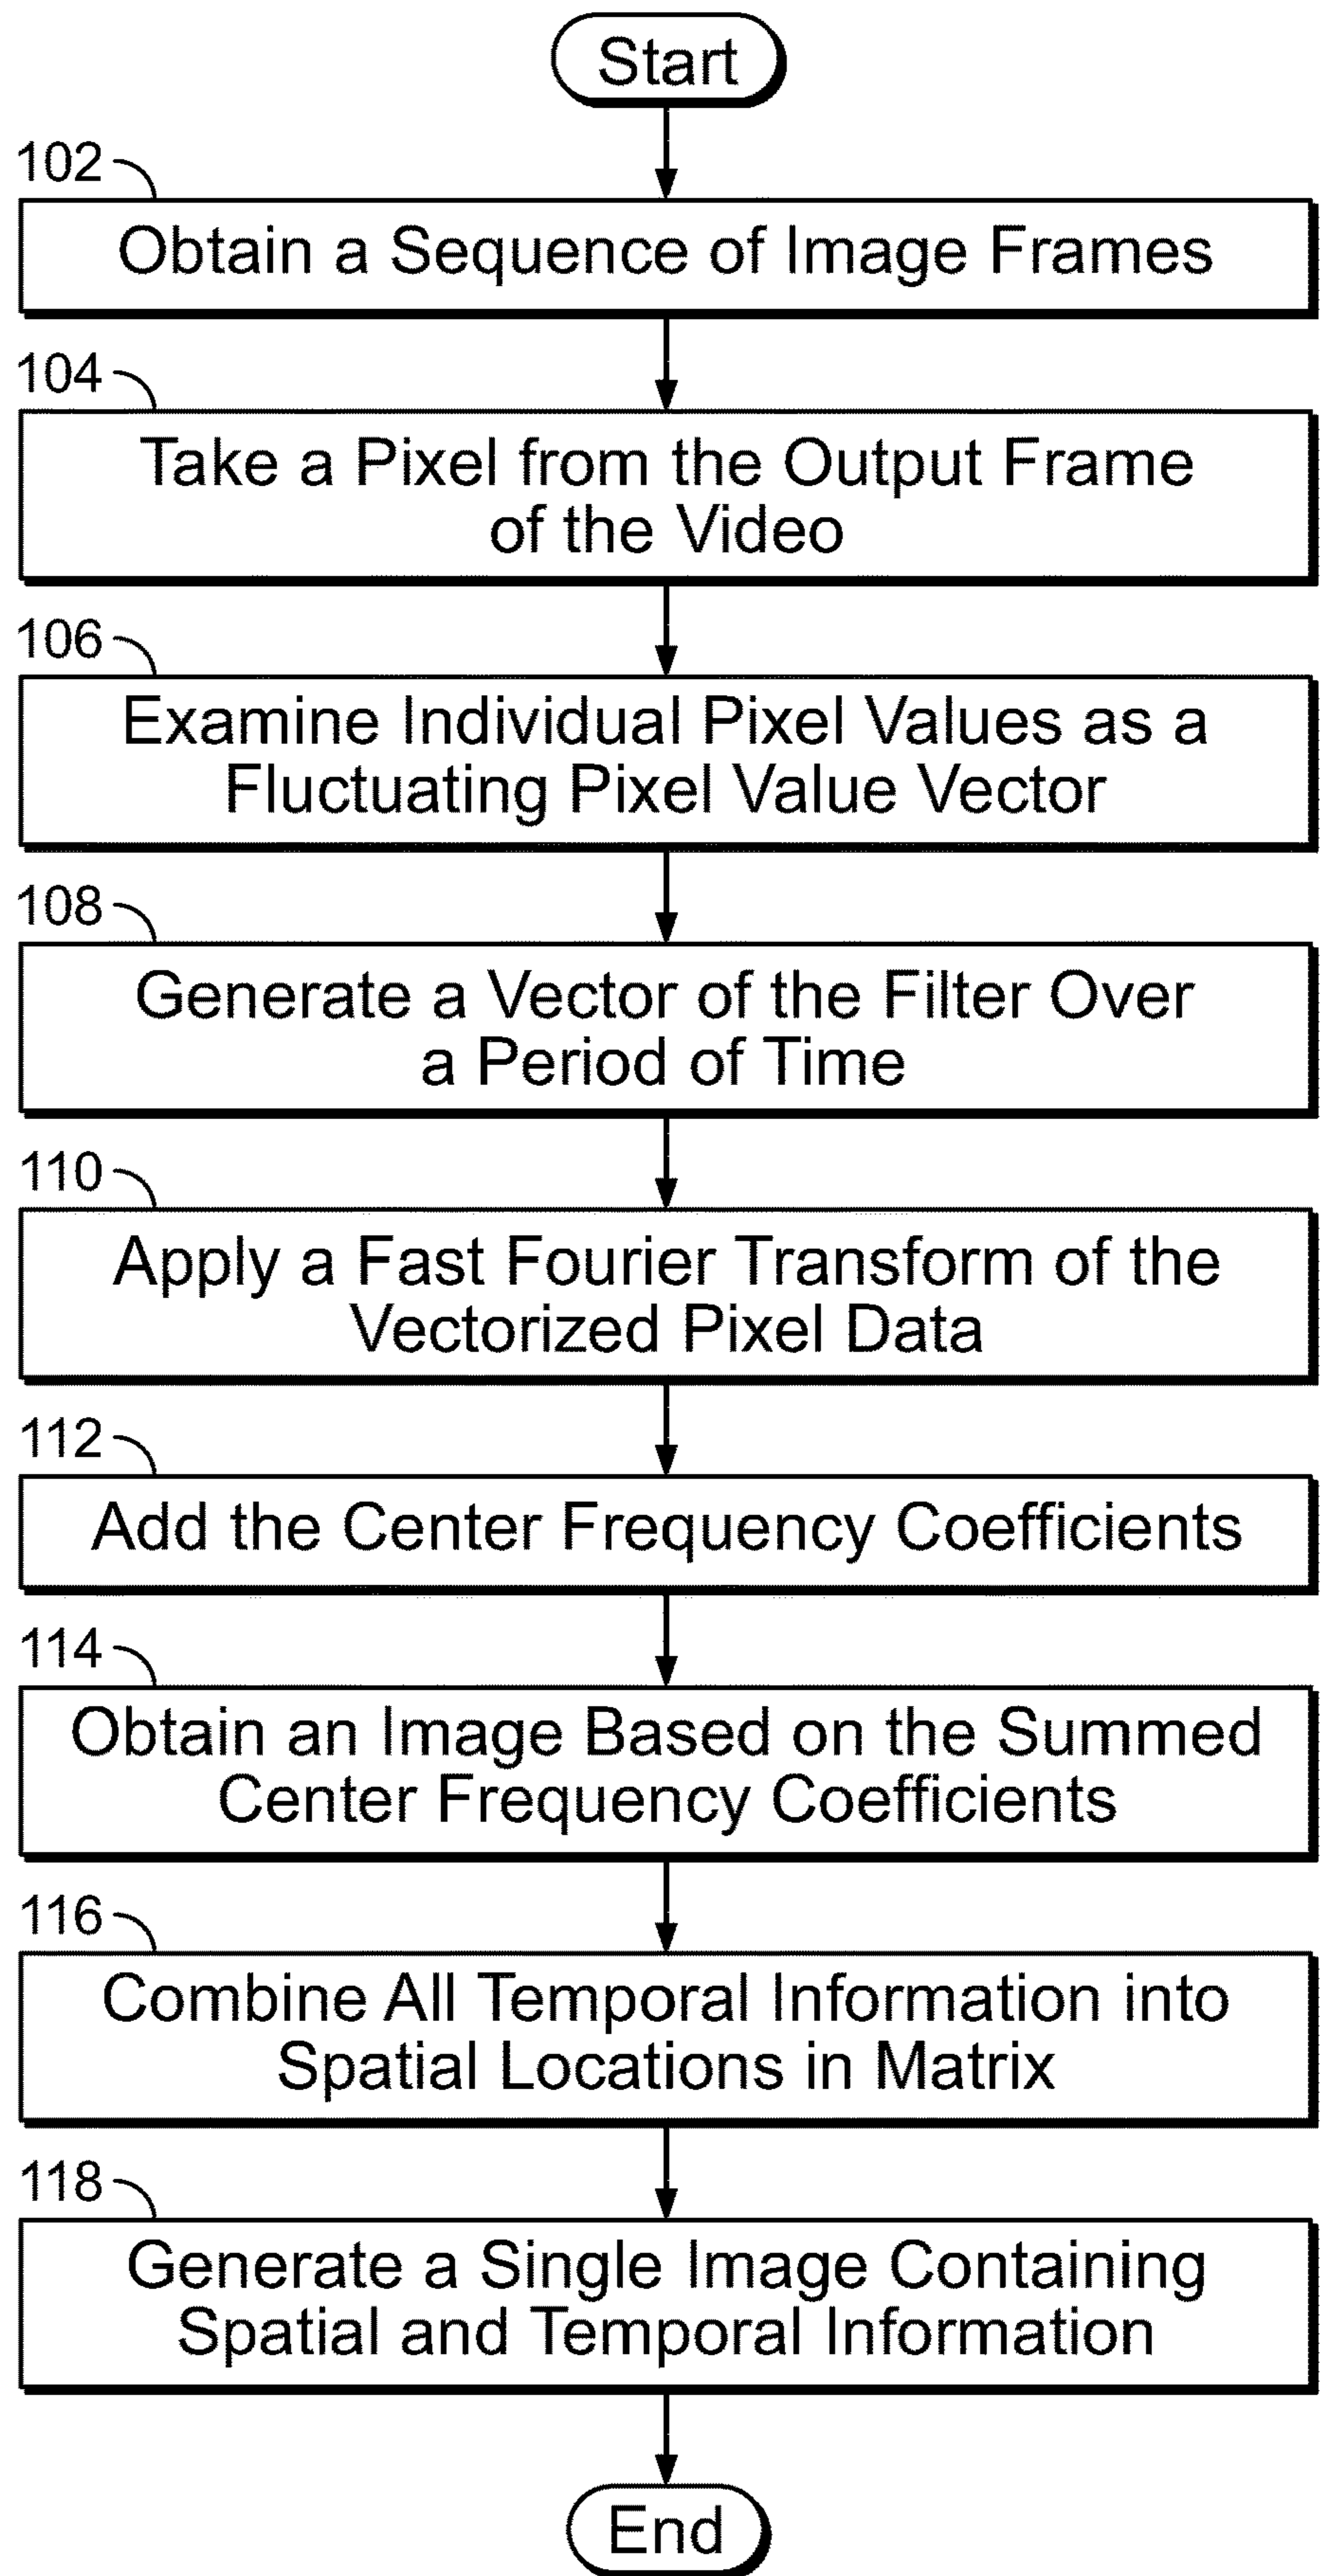 Start
102
Obtain a Sequence of Image Frames
104
Take a Pixel from the Output Frame
of the Video
106
Examine Individual Pixel Values as a
Fluctuating Pixel Value Vector
108
Generate a Vector of the Filter Over
a Period of Time
110
Apply a Fast Fourier Transform of the
Vectorized Pixel Data
112
Add the Center Frequency Coefficients
114
Obtain an Image Based on the Summed
Center Frequency Coefficients
116
Combine All Temporal Information into
Spatial Locations in Matrix
118
Generate a Single Image Containing
Spatial and Temporal Information
End